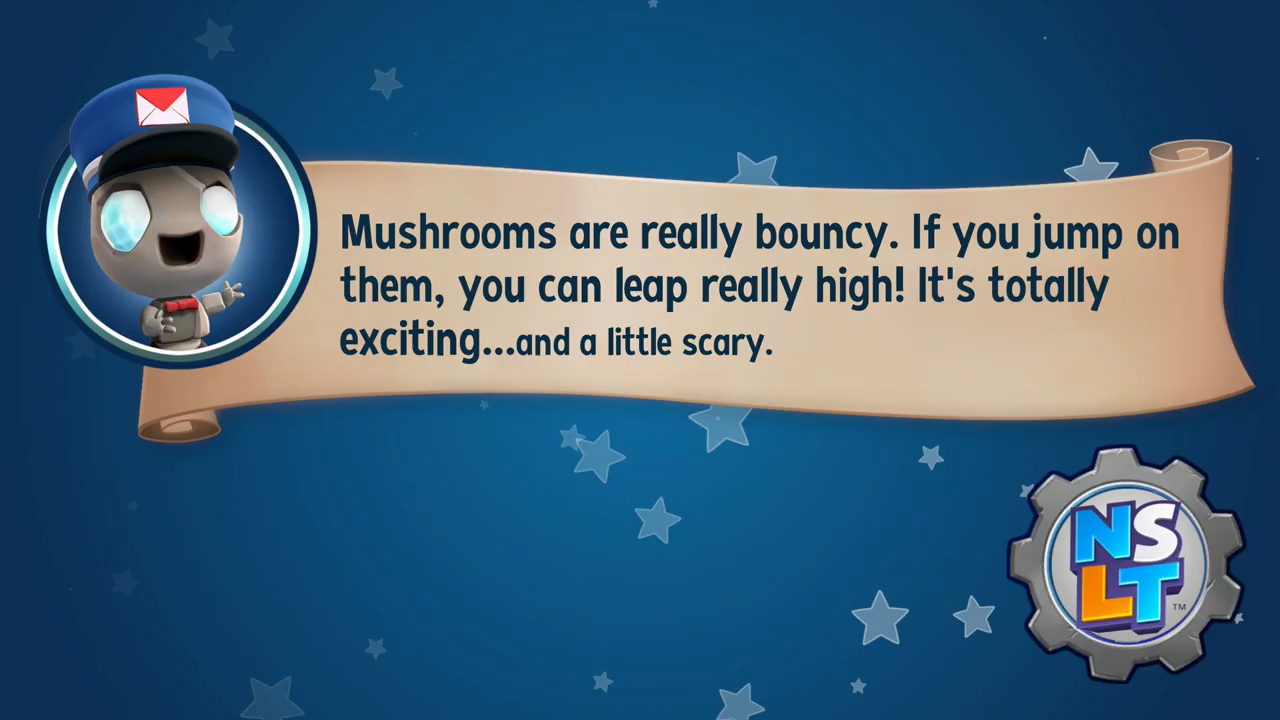 Mushrooms are really bouncy. If you jump on
them, you can leap really high! It's totally
exciting...and a little scary.
NS
LT
TM